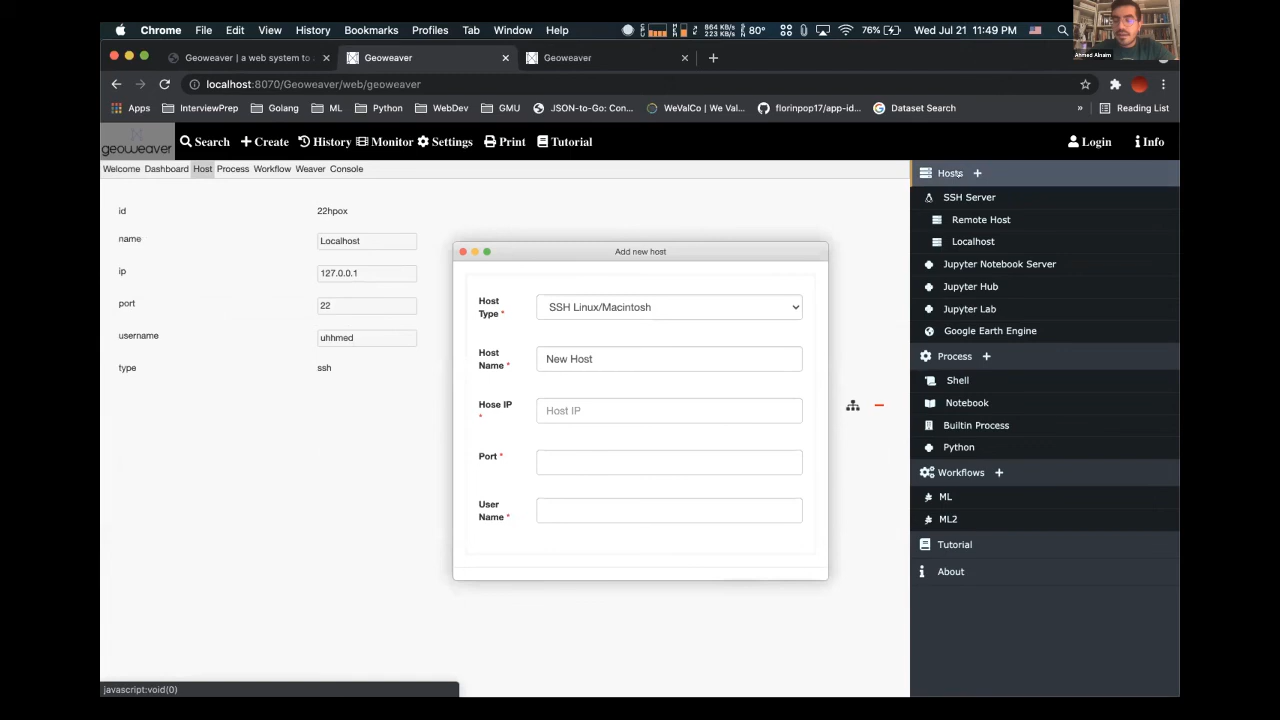 Chrome File Edit View History Bookmarks Profiles Tab Window Help 864 KB/s 223 KB/s 80° 76% Wed Jul 21 11:49 PM
Ahmed Alnaim
Geoweaver | a web system to Geoweaver Geoweaver
localhost:8070/Geoweaver/web/geoweaver
Apps InterviewPrep Golang ML Python WebDev GMU JSON-to-Go: Con... WeValCo | We Val... florinpop17/app-id... Dataset Search » Reading List
geoweaver Search Create History Monitor Settings Print Tutorial Login Info
Welcome Dashboard Host Process Workflow Weaver Console
id 22hpox
name Localhost
ip 127.0.0.1
port 22
username uhhmed
type ssh
Add new host
Host Type * SSH Linux/Macintosh
Host Name * New Host
Hose IP * Host IP
Port *
User Name *
Hosts
SSH Server
Remote Host
Localhost
Jupyter Notebook Server
Jupyter Hub
Jupyter Lab
Google Earth Engine
Process
Shell
Notebook
Builtin Process
Python
Workflows
ML
ML2
Tutorial
About
javascript:void(0)